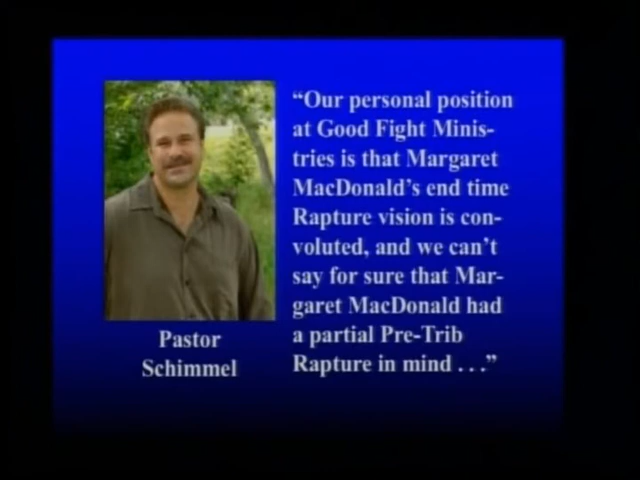 “Our personal position
at Good Fight Minis-
tries is that Margaret
MacDonald’s end time
Rapture vision is con-
voluted, and we can’t
say for sure that Mar-
garet MacDonald had
a partial Pre-Trib
Rapture in mind . . .”
Pastor
Schimmel